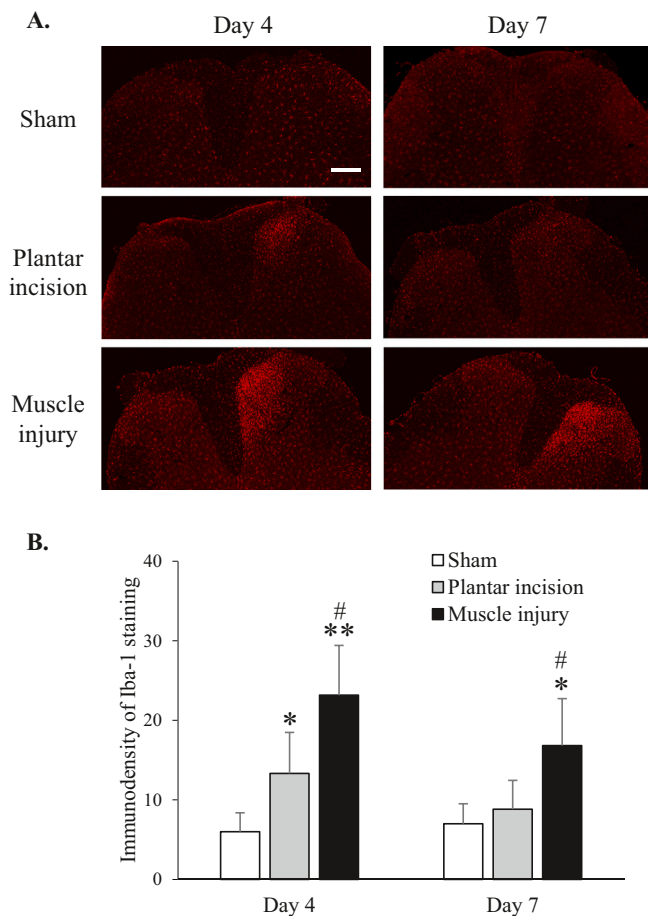 A.
Day 4
Day 7
Sham
Plantar
incision
Muscle
injury
B.
Immunodensity of Iba-1 staining
40
30
20
10
0
Sham
Plantar incision
Muscle injury
*
#
**
#
*
Day 4
Day 7